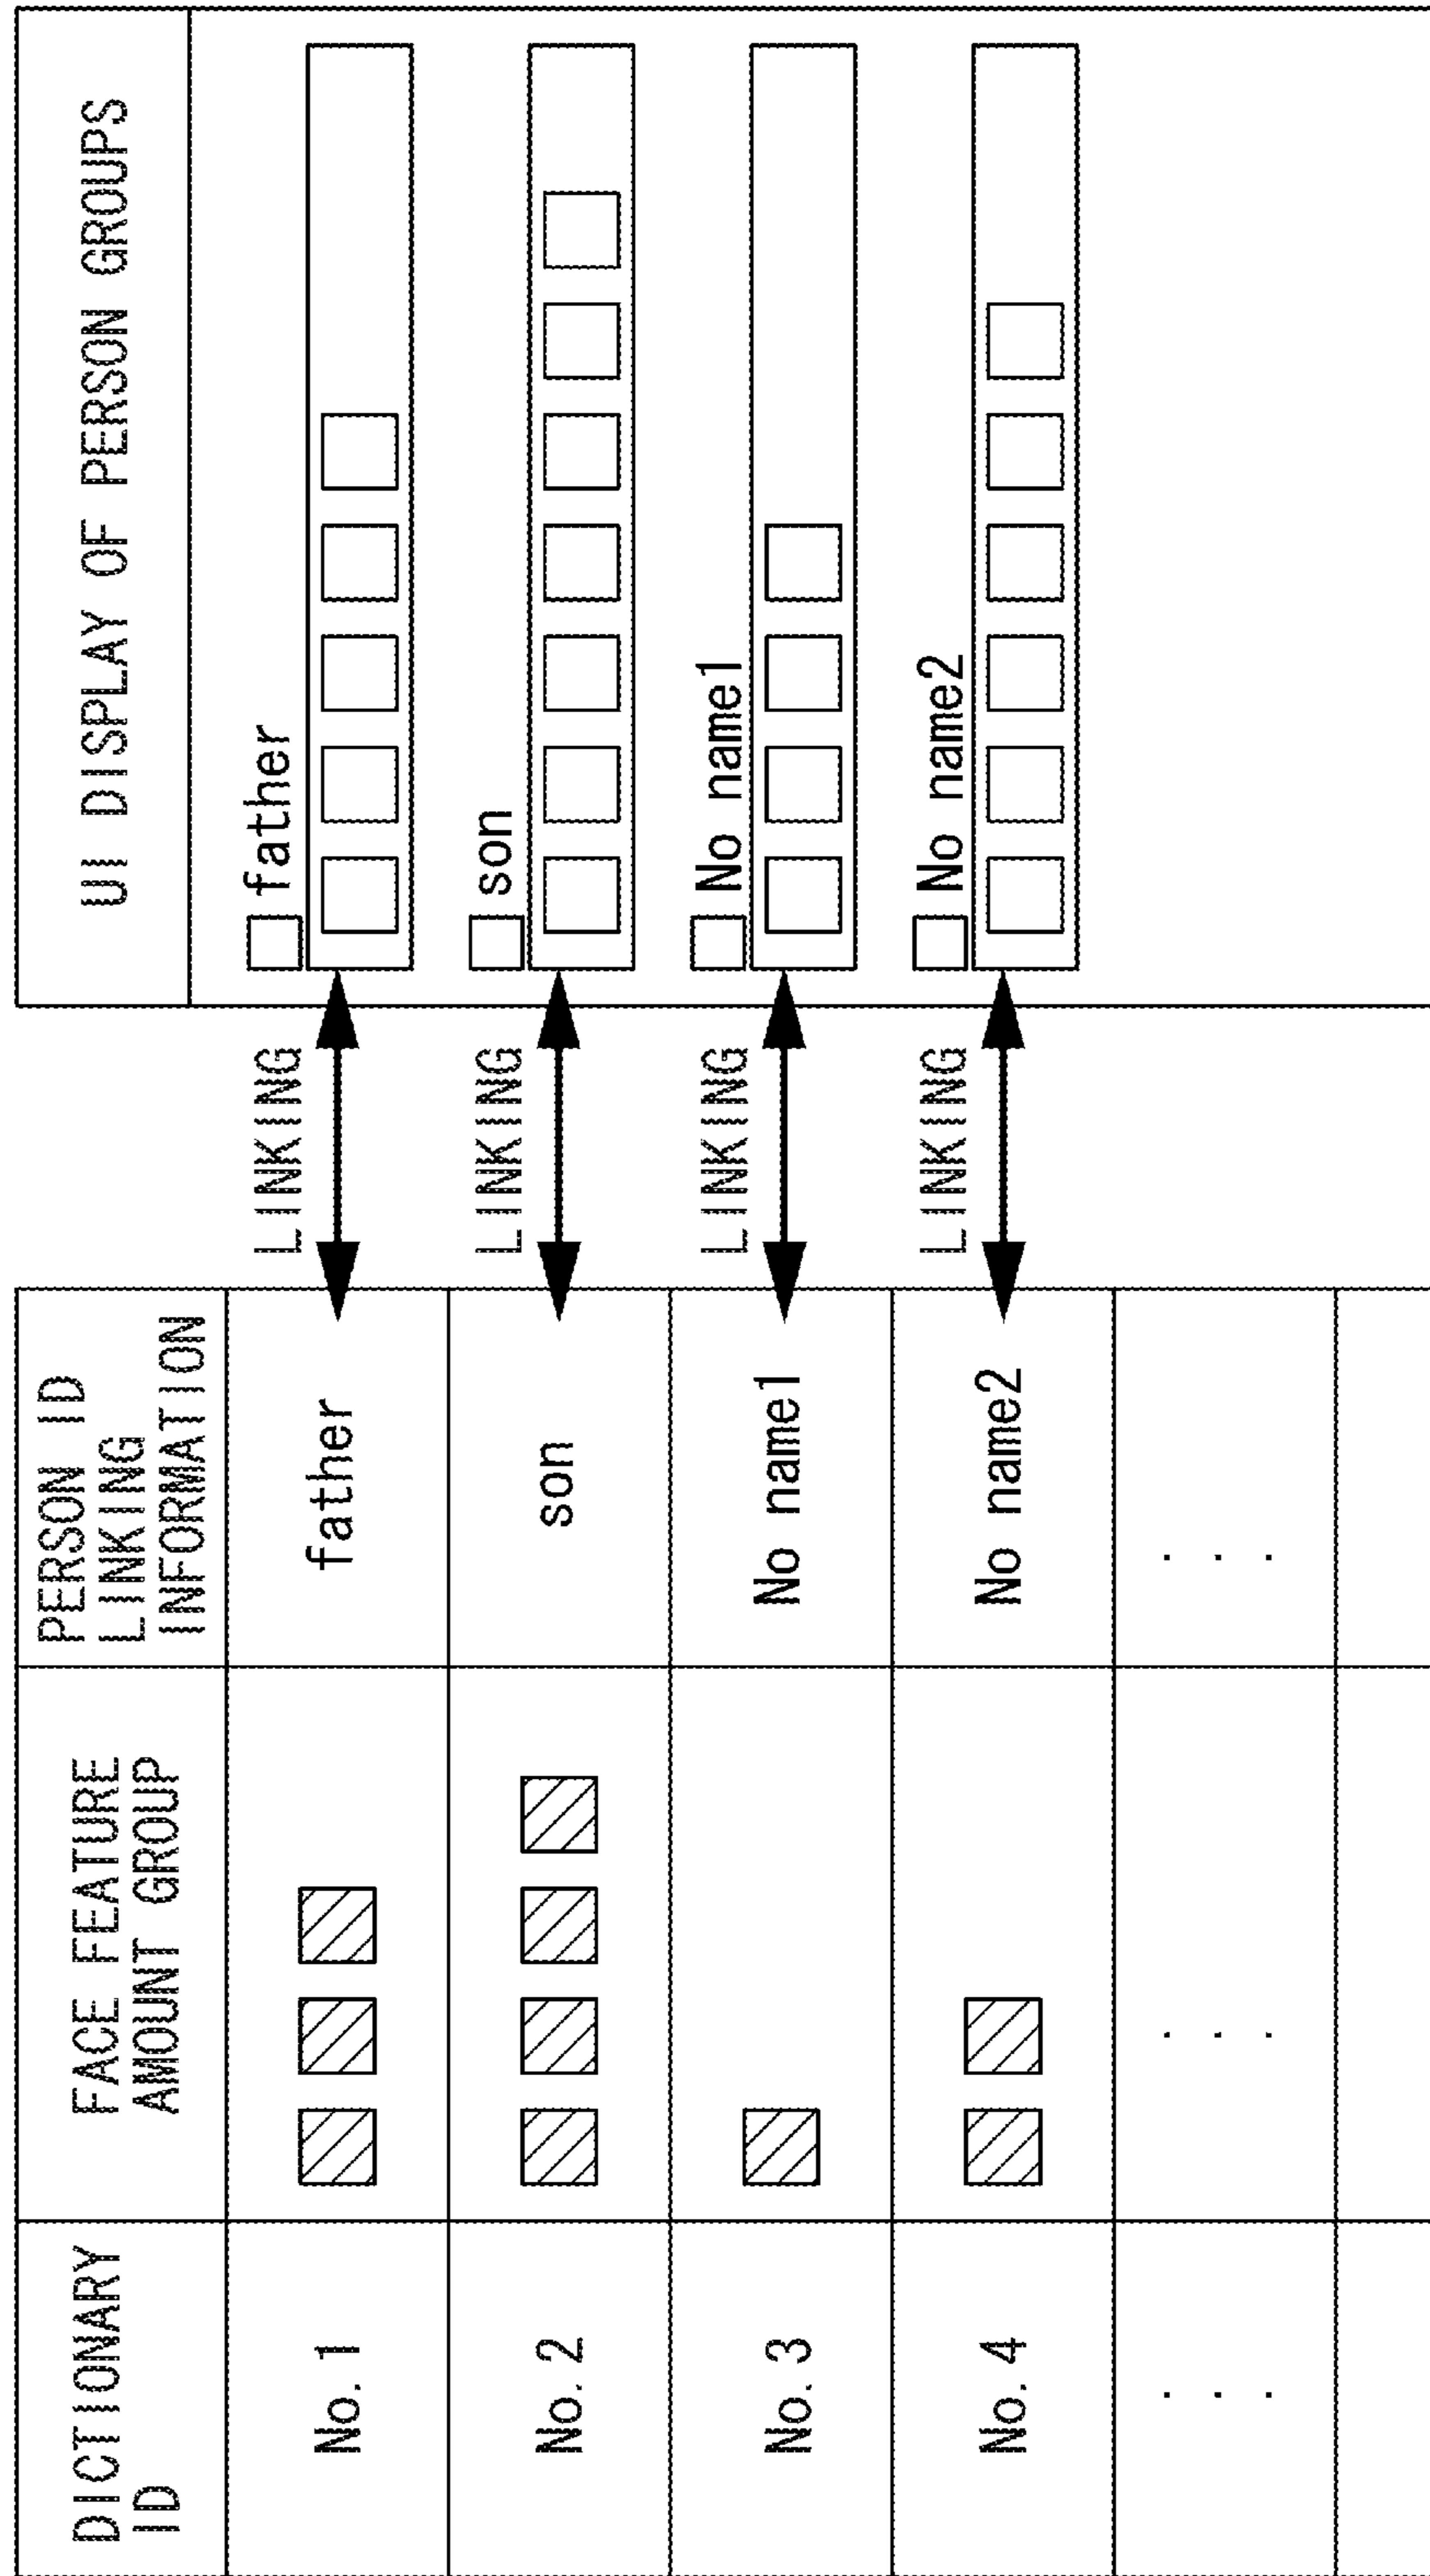 DICTIONARY
ID
FACE FEATURE
AMOUNT GROUP
PERSON ID
LINKING
INFORMATION
No. 1
father
No. 2
son
No. 3
No name1
No. 4
No name2
. . .
. . .
. . .
LINKING
LINKING
LINKING
LINKING
UI DISPLAY OF PERSON GROUPS
father
son
No name1
No name2